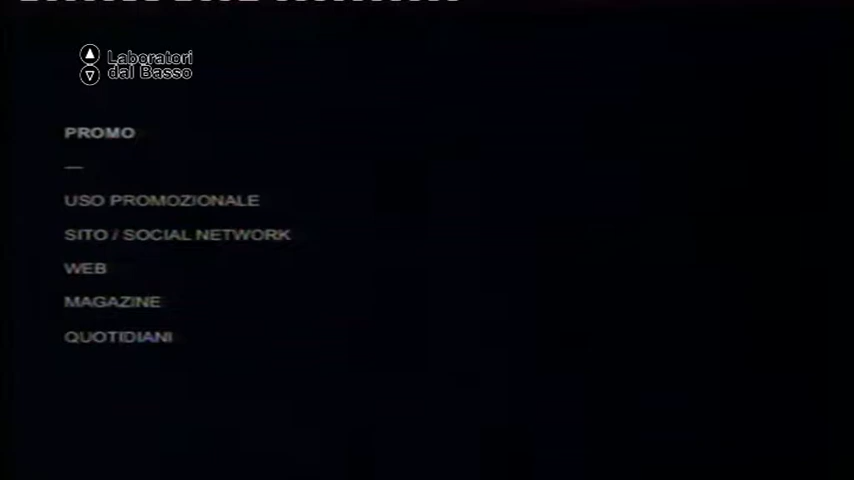 Laboratori
dal Basso
PROMO
—
USO PROMOZIONALE
SITO / SOCIAL NETWORK
WEB
MAGAZINE
QUOTIDIANI